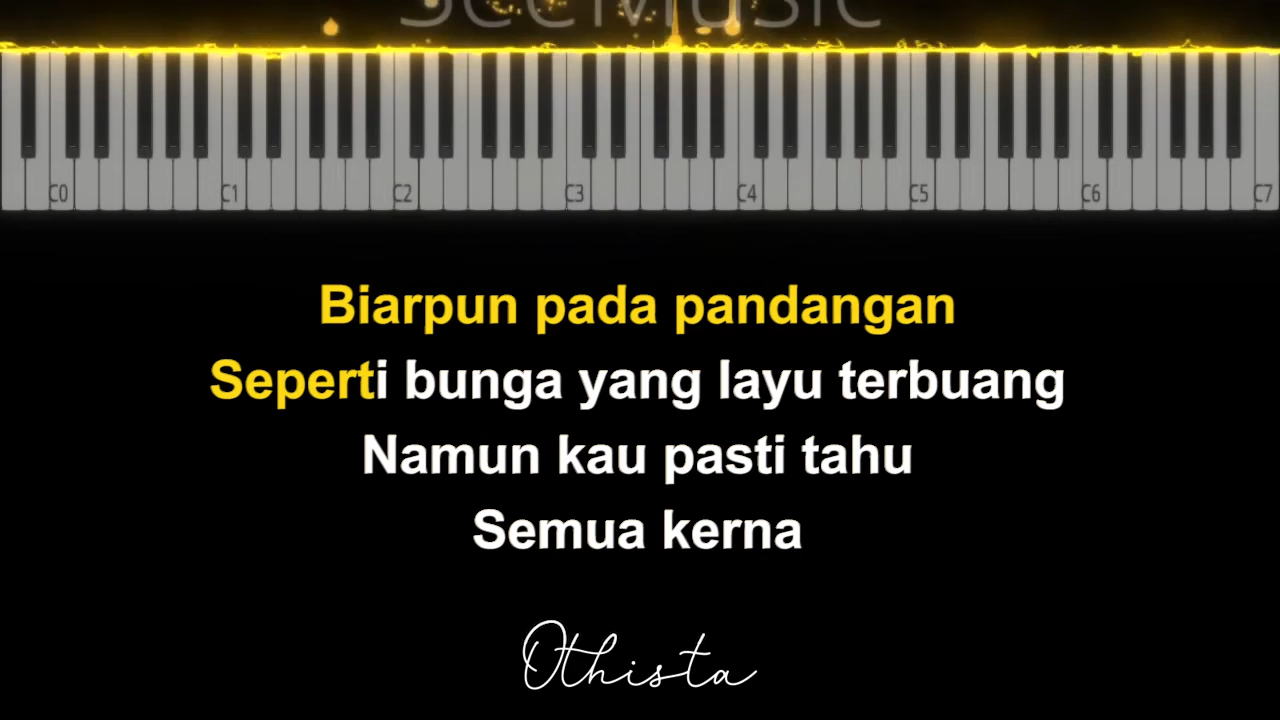 SeeMusic
C0 C1 C2 C3 C4 C5 C6 C7
Biarpun pada pandangan
Seperti bunga yang layu terbuang
Namun kau pasti tahu
Semua kerna
Othista